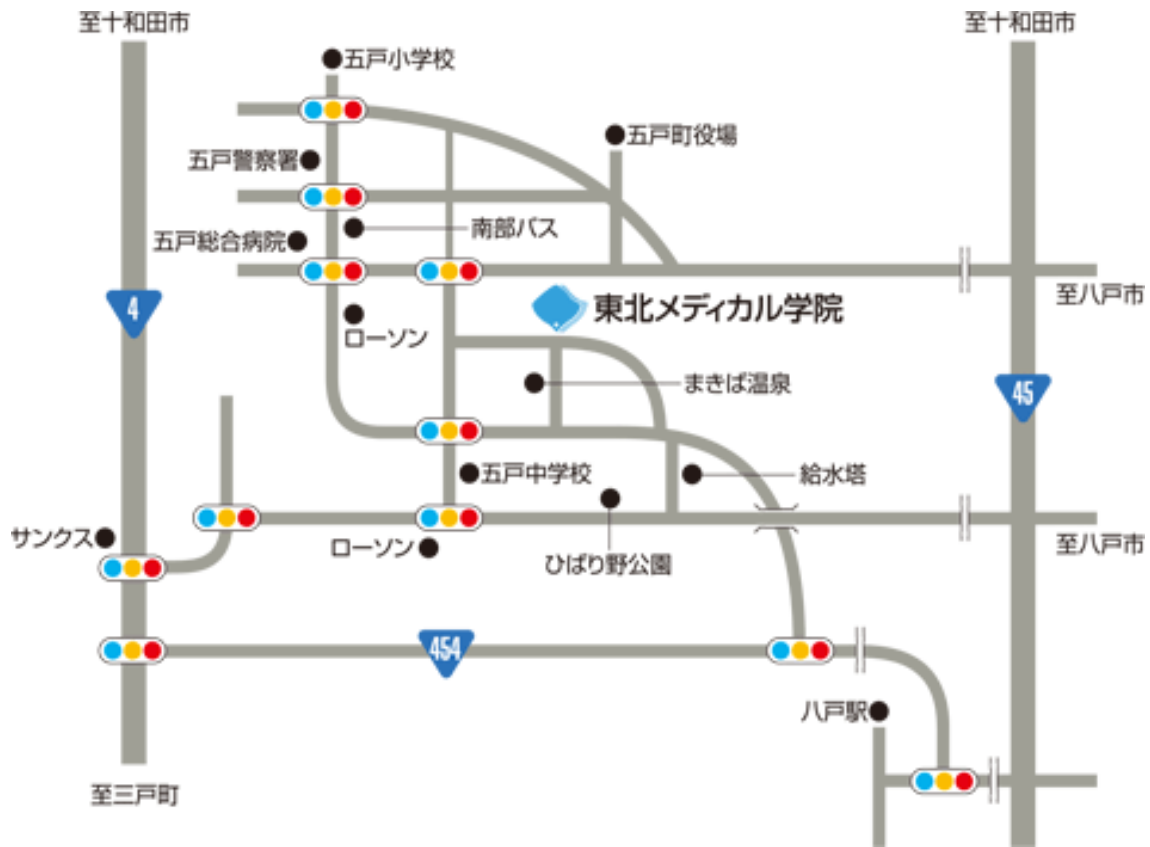 至十和田市
至十和田市
五戸小学校
五戸町役場
五戸警察署
南部バス
五戸総合病院
至八戸市
4
東北メディカル学院
ローソン
まきば温泉
45
五戸中学校
給水塔
サンクス
ローソン
ひばり野公園
至八戸市
454
八戸駅
至三戸町